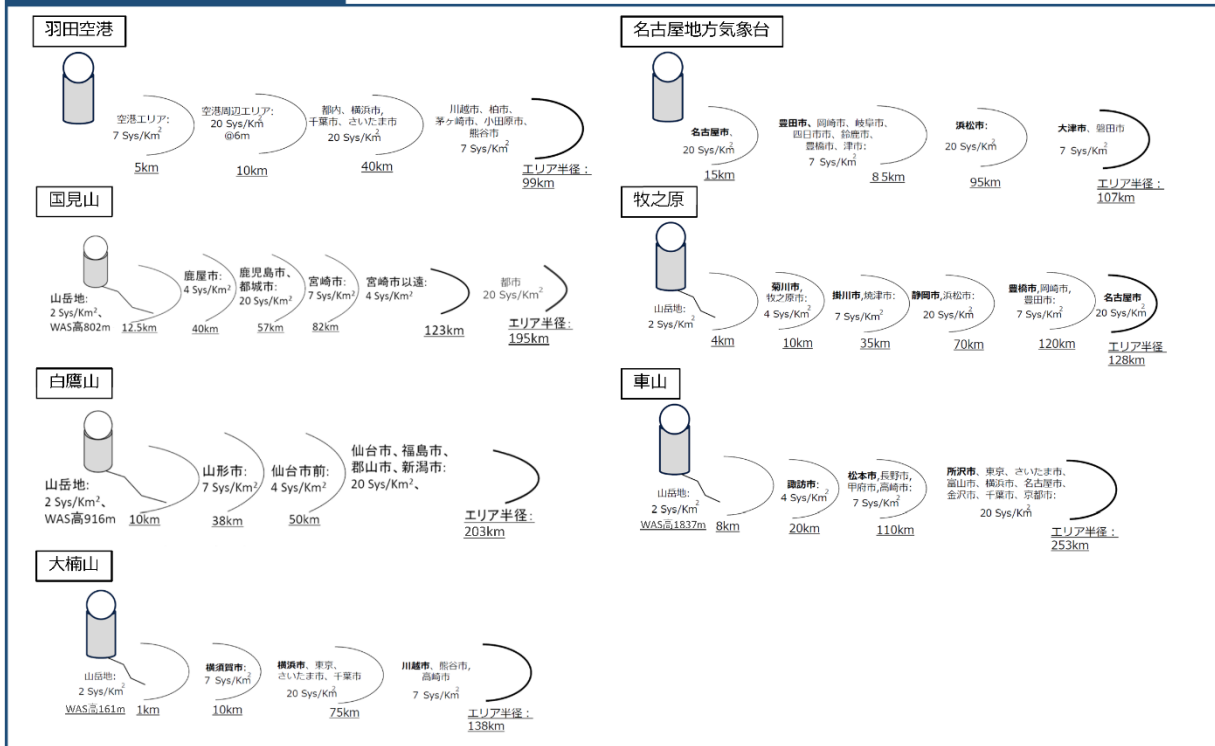 羽田空港
空港エリア:
7 Sys/Km²
5km
空港周辺エリア:
20 Sys/Km²
@6m
10km
都内、横浜市,
千葉市、さいたま市
20 Sys/Km²
40km
川越市、柏市、
茅ヶ崎市、小田原市、
熊谷市
7 Sys/Km²
エリア半径：
99km
名古屋地方気象台
名古屋市、
20 Sys/Km²
15km
豊田市、岡崎市、岐阜市、
四日市市、鈴鹿市、
豊橋市、津市:
7 Sys/Km²
8 5km
浜松市:
20 Sys/Km²
95km
大津市、磐田市
7 Sys/Km²
エリア半径：
107km
国見山
山岳地:
2 Sys/Km²、
WAS高802m
12.5km
鹿屋市:
4 Sys/Km²
40km
鹿児島市、
都城市:
20 Sys/Km²
57km
宮崎市:
7 Sys/Km²
82km
宮崎市以遠:
4 Sys/Km²
123km
都市
20 Sys/Km²
エリア半径：
195km
牧之原
山岳地:
2 Sys/Km²
4km
菊川市,
牧之原市:
4 Sys/Km²
10km
掛川市,焼津市:
7 Sys/Km²
35km
静岡市,浜松市:
20 Sys/Km²
70km
豊橋市,岡崎市,
豊田市:
7 Sys/Km²
120km
名古屋市
20 Sys/Km²
エリア半径：
128km
白鷹山
山岳地:
2 Sys/Km²、
WAS高916m
10km
山形市:
7 Sys/Km²
38km
仙台市前:
4 Sys/Km²
50km
仙台市、福島市、
郡山市、新潟市:
20 Sys/Km²、
エリア半径：
203km
車山
山岳地:
2 Sys/Km²
WAS高1837m
8km
諏訪市:
4 Sys/Km²
20km
松本市,長野市,
甲府市,高崎市:
7 Sys/Km²
110km
所沢市、東京、さいたま市、
富山市、横浜市、名古屋市、
金沢市、千葉市、京都市:
20 Sys/Km²
エリア半径：
253km
大楠山
山岳地:
2 Sys/Km²
WAS高161m
1km
横須賀市:
7 Sys/Km²
10km
横浜市、東京、
さいたま市、千葉市
20 Sys/Km²
75km
川越市、熊谷市,
高崎市
7 Sys/Km²
エリア半径：
138km